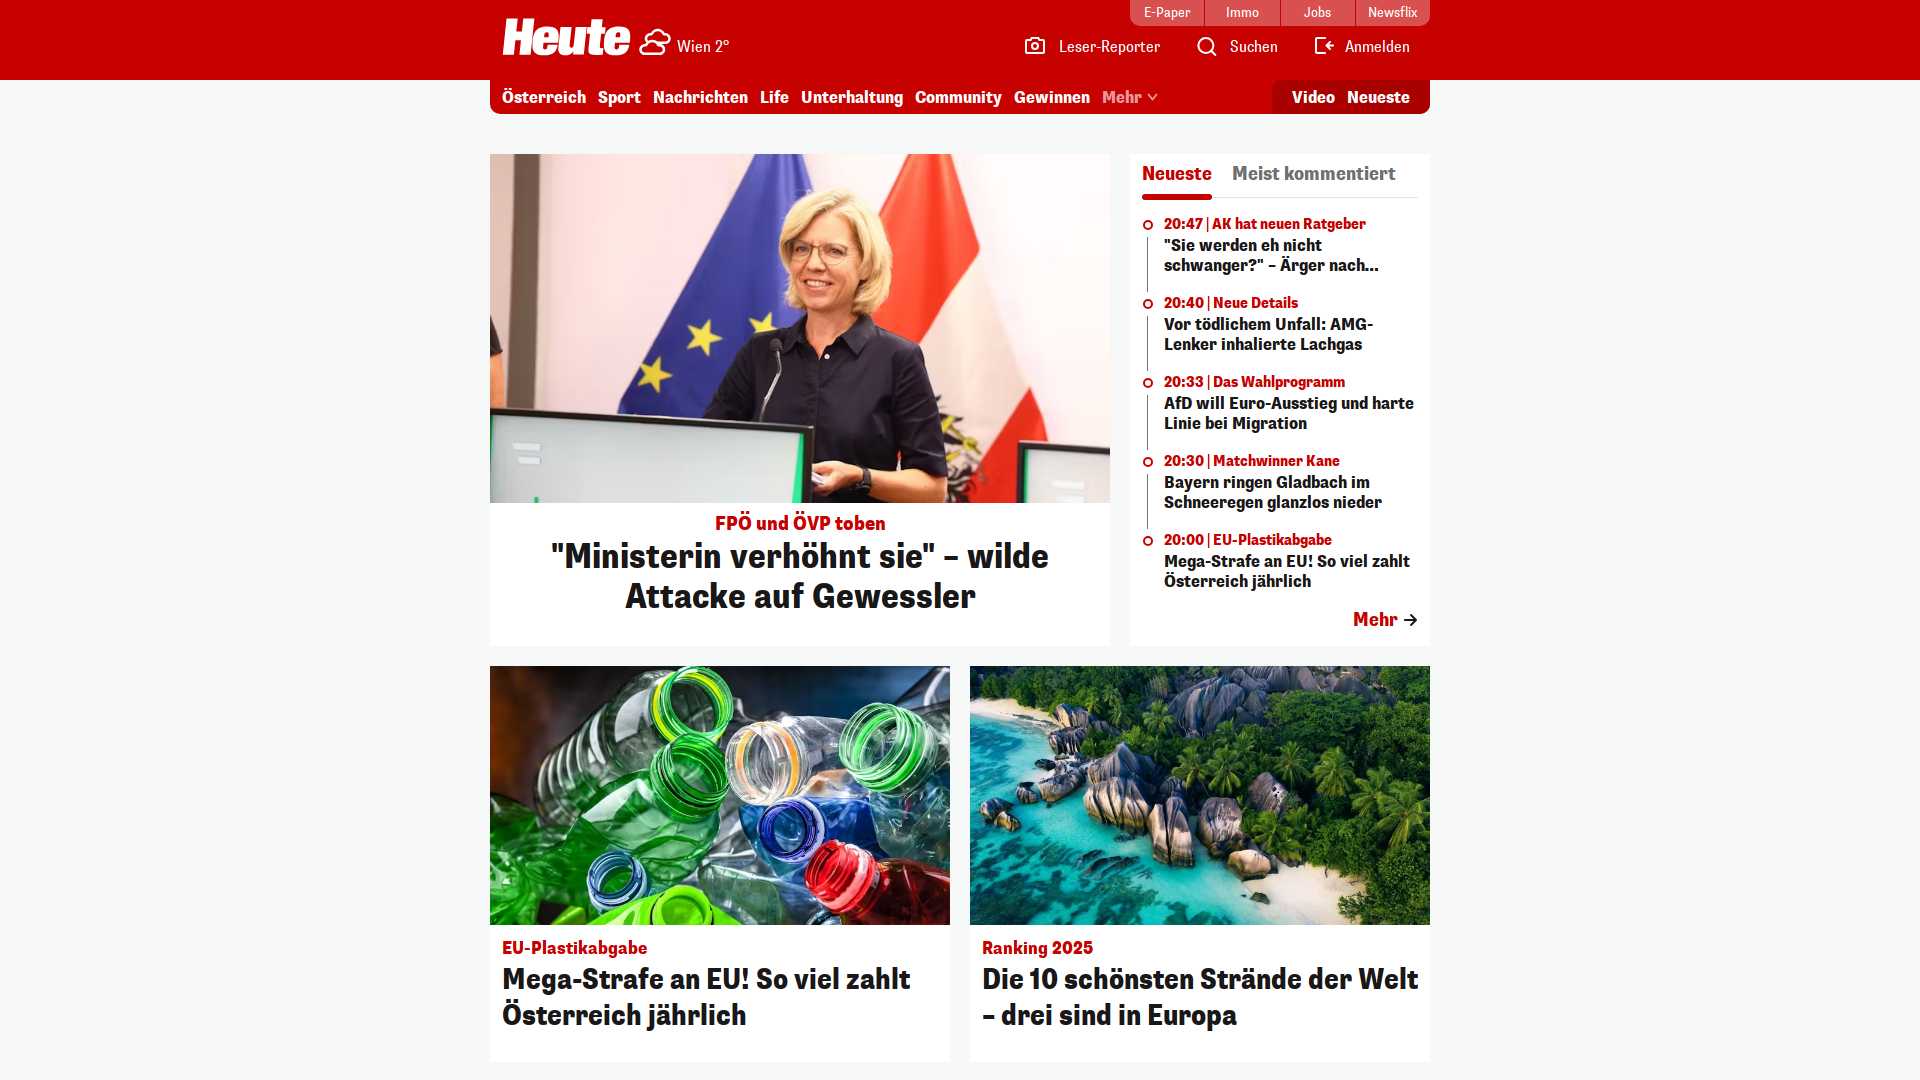 E-Paper
Immo
Jobs
Newsflix
Heute
Wien 2°
Leser-Reporter
Suchen
Anmelden
Österreich
Sport
Nachrichten
Life
Unterhaltung
Community
Gewinnen
Mehr
Video
Neueste
FPÖ und ÖVP toben
"Ministerin verhöhnt sie" – wilde
Attacke auf Gewessler
Neueste
Meist kommentiert
20:47 | AK hat neuen Ratgeber
"Sie werden eh nicht
schwanger?" – Ärger nach...
20:40 | Neue Details
Vor tödlichem Unfall: AMG-
Lenker inhalierte Lachgas
20:33 | Das Wahlprogramm
AfD will Euro-Ausstieg und harte
Linie bei Migration
20:30 | Matchwinner Kane
Bayern ringen Gladbach im
Schneeregen glanzlos nieder
20:00 | EU-Plastikabgabe
Mega-Strafe an EU! So viel zahlt
Österreich jährlich
Mehr
EU-Plastikabgabe
Mega-Strafe an EU! So viel zahlt
Österreich jährlich
Ranking 2025
Die 10 schönsten Strände der Welt
– drei sind in Europa